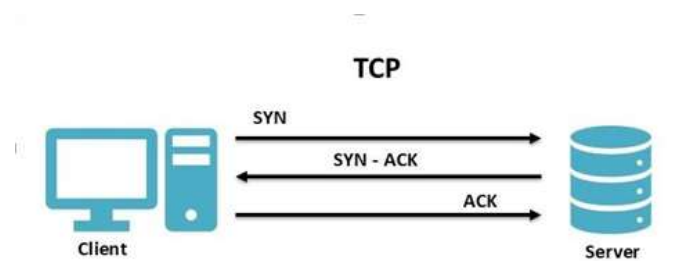 TCP
SYN
SYN - ACK
ACK
Client
Server